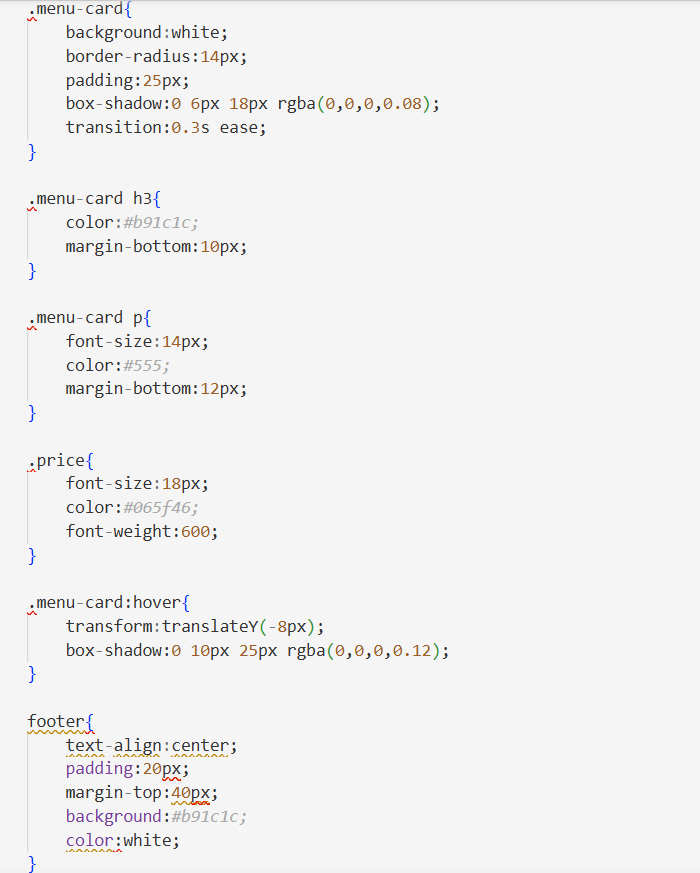 .menu-card{
background:white;
border-radius:14px;
padding:25px;
box-shadow:0 6px 18px rgba(0,0,0,0.08);
transition:0.3s ease;
}
.menu-card h3{
color:#b91c1c;
margin-bottom:10px;
}
.menu-card p{
font-size:14px;
color:#555;
margin-bottom:12px;
}
.price{
font-size:18px;
color:#065f46;
font-weight:600;
}
.menu-card:hover{
transform:translateY(-8px);
box-shadow:0 10px 25px rgba(0,0,0,0.12);
}
footer{
text-align:center;
padding:20px;
margin-top:40px;
background:#b91c1c;
color:white;
}